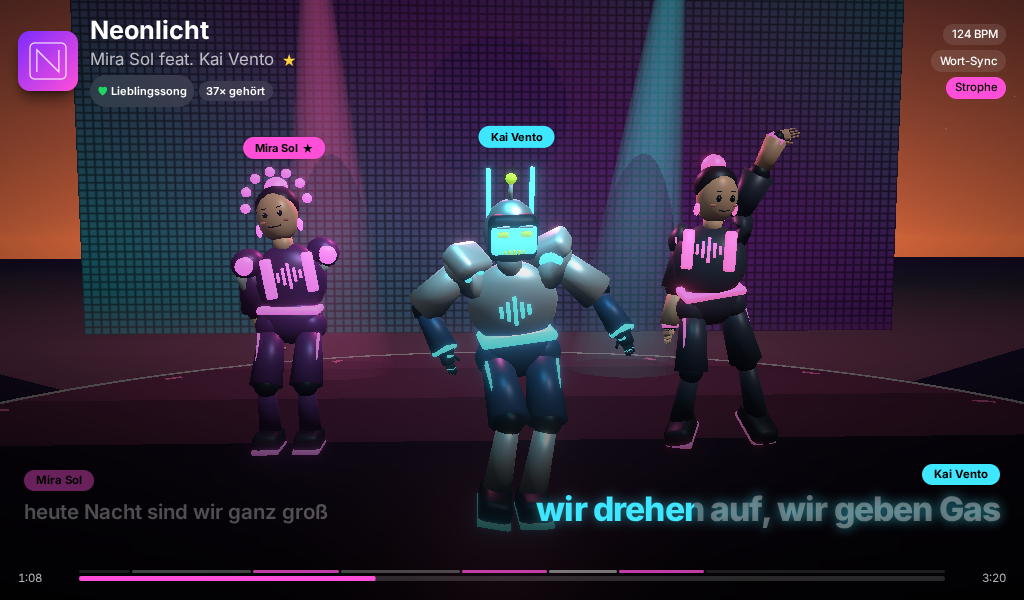 Neonlicht
Mira Sol feat. Kai Vento ★
Lieblingssong
37× gehört
124 BPM
Wort-Sync
Strophe
N
Mira Sol ★
Kai Vento
Mira Sol
heute Nacht sind wir ganz groß
Kai Vento
wir drehen auf, wir geben Gas
1:08
3:20